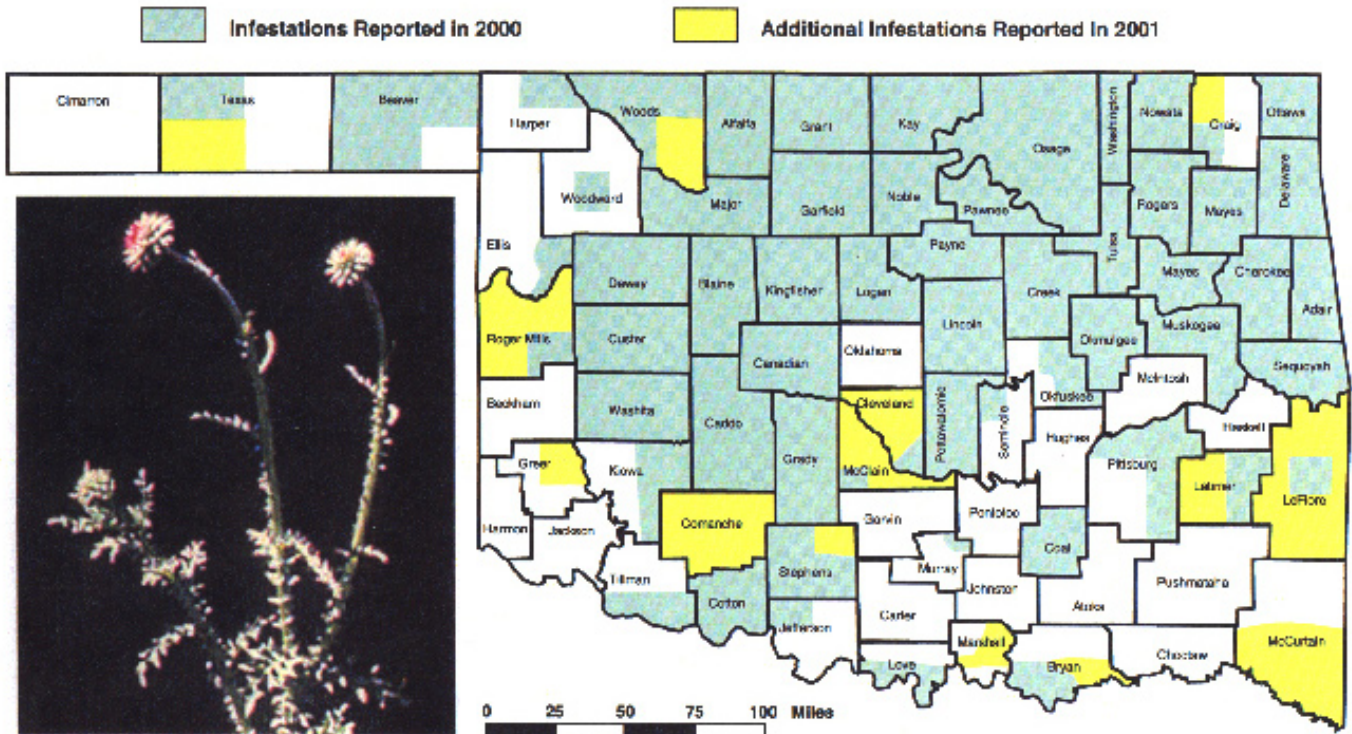 Infestations Reported in 2000
Additional Infestations Reported In 2001
Cimarron
Texas
Beaver
Harper
Woods
Alfalfa
Grant
Kay
Osage
Washington
Nowata
Craig
Ottawa
Woodward
Major
Garfield
Noble
Pawnee
Rogers
Mayes
Delaware
Ellis
Dewey
Blaine
Kingfisher
Logan
Payne
Creek
Tulsa
Mayes
Cherokee
Adair
Roger Mills
Custer
Canadian
Oklahoma
Lincoln
Okmulgee
Muskogee
Sequoyah
Beckham
Washita
Caddo
Grady
Cleveland
McClain
Pottawatomie
Seminole
Okfuskee
Hughes
McIntosh
Haskell
Pittsburg
Latimer
LeFlore
Greer
Kiowa
Comanche
Harmon
Jackson
Tillman
Cotton
Stephens
Jefferson
Garvin
Murray
Carter
Love
Pontotoc
Johnston
Marshall
Coal
Atoka
Bryan
Pushmataha
Choctaw
McCurtain
0 25 50 75 100 Miles